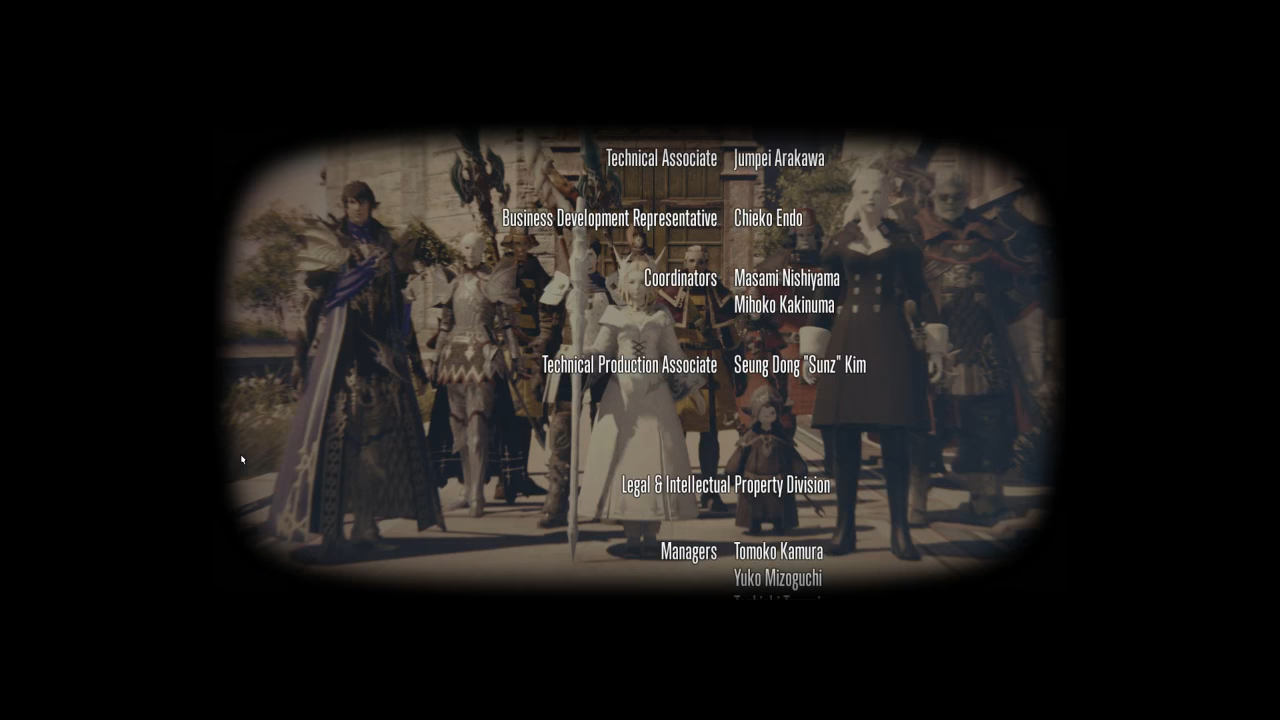 Technical Associate Jumpei Arakawa
Business Development Representative Chieko Endo
Coordinators Masami Nishiyama
Mihoko Kakinuma
Technical Production Associate Seung Dong "Sunz" Kim
Legal & Intellectual Property Division
Managers Tomoko Kamura
Yuko Mizoguchi